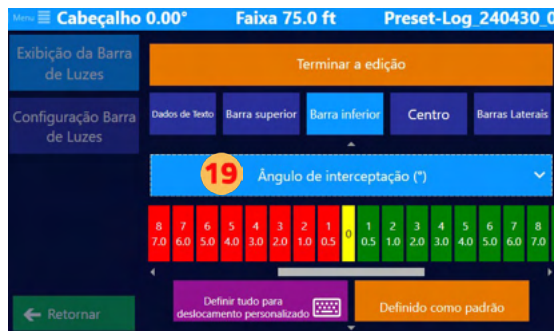 Menu Cabeçalho 0.00° Faixa 75.0 ft Preset-Log_240430_0
Exibição da Barra
de Luzes
Terminar a edição
Configuração Barra
de Luzes
Dados de Texto Barra superior Barra inferior Centro Barras Laterais
19 Ângulo de interceptação (°)
8 7 6 5 4 3 2 1 0 1 2 3 4 5 6 7 8
7.0 6.0 5.0 4.0 3.0 2.0 1.0 0.5 0.5 1.0 2.0 3.0 4.0 5.0 6.0 7.0
Retornar
Definir tudo para
deslocamento personalizado
Definido como padrão